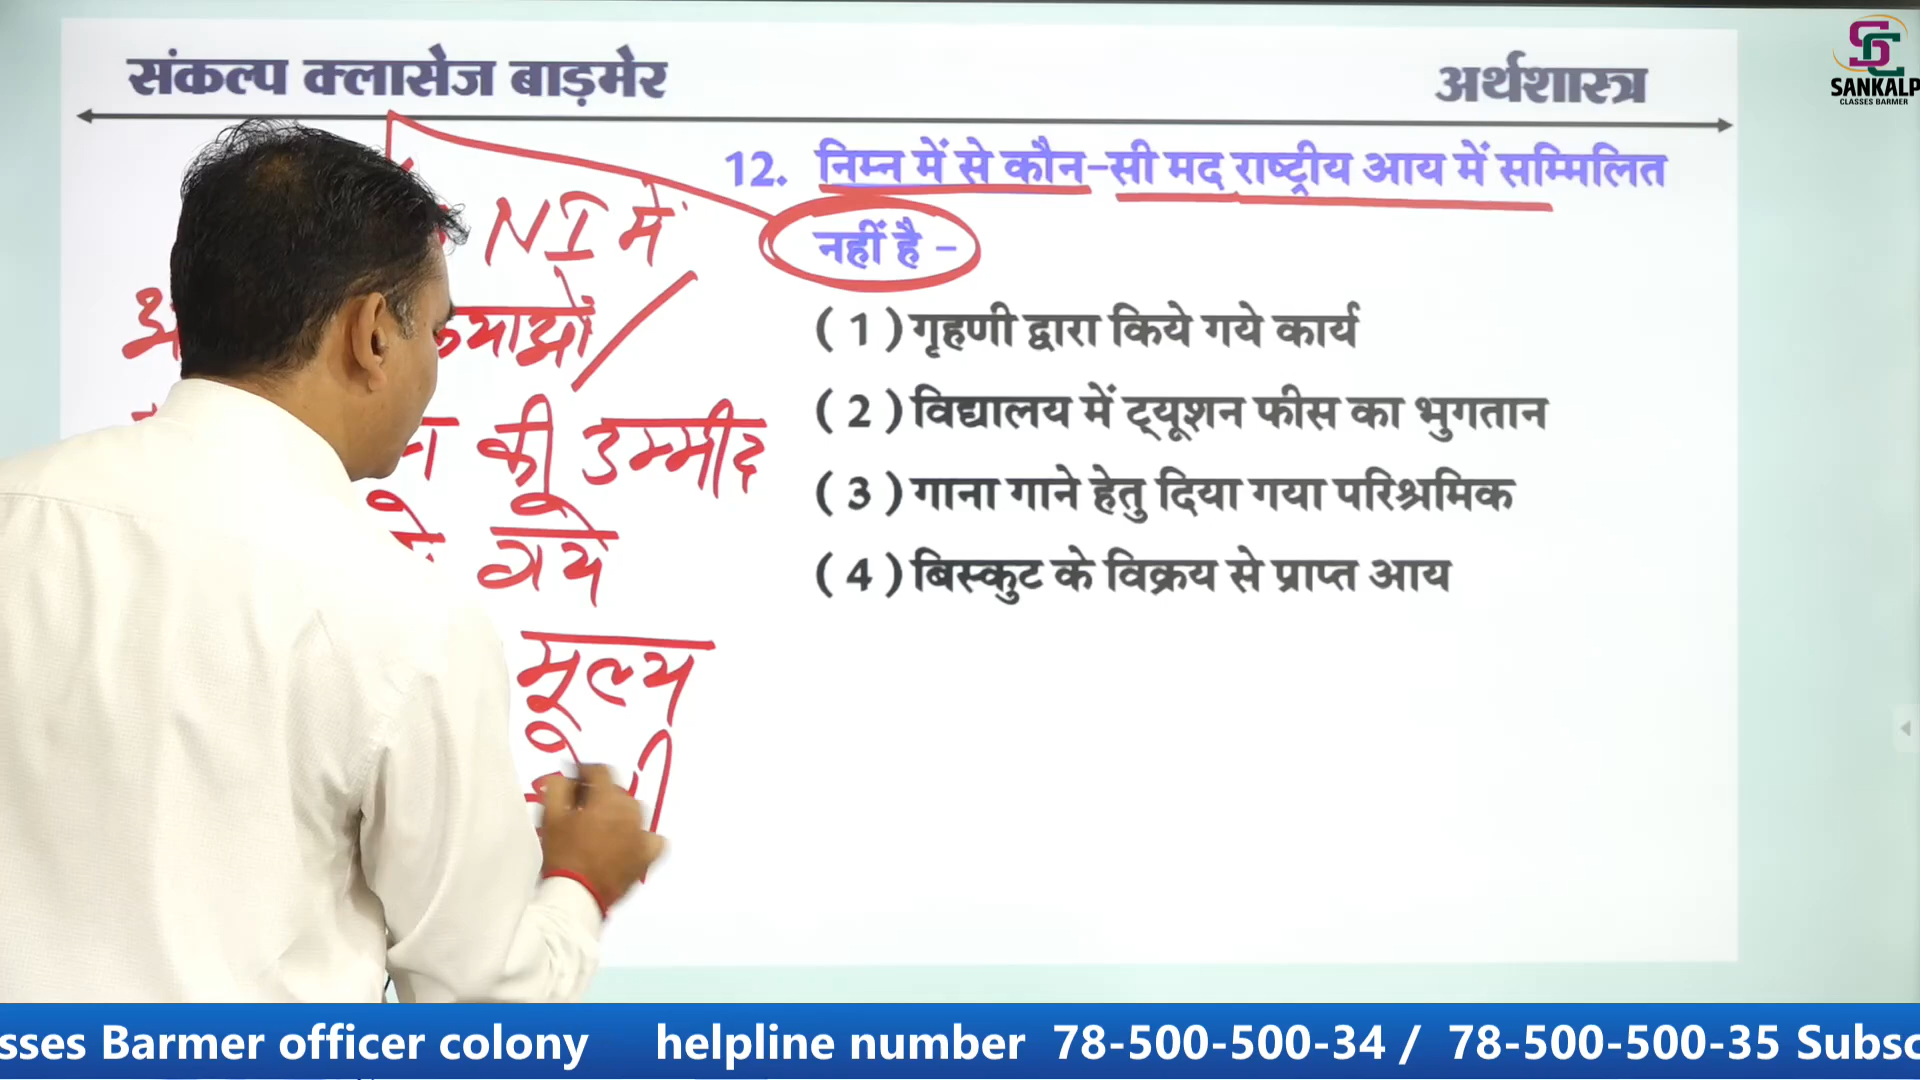 संकल्प क्लासेज बाड़मेर
अर्थशास्त्र
SANKALP
CLASSES BARMER
12. निम्न में से कौन-सी मद राष्ट्रीय आय में सम्मिलित
नहीं है -
(1) गृहणी द्वारा किये गये कार्य
(2) विद्यालय में ट्यूशन फीस का भुगतान
(3) गाना गाने हेतु दिया गया परिश्रमिक
(4) बिस्कुट के विक्रय से प्राप्त आय
NI में
की उम्मीद
गये
मूल्य
sses Barmer officer colony helpline number 78-500-500-34 / 78-500-500-35 Subsc